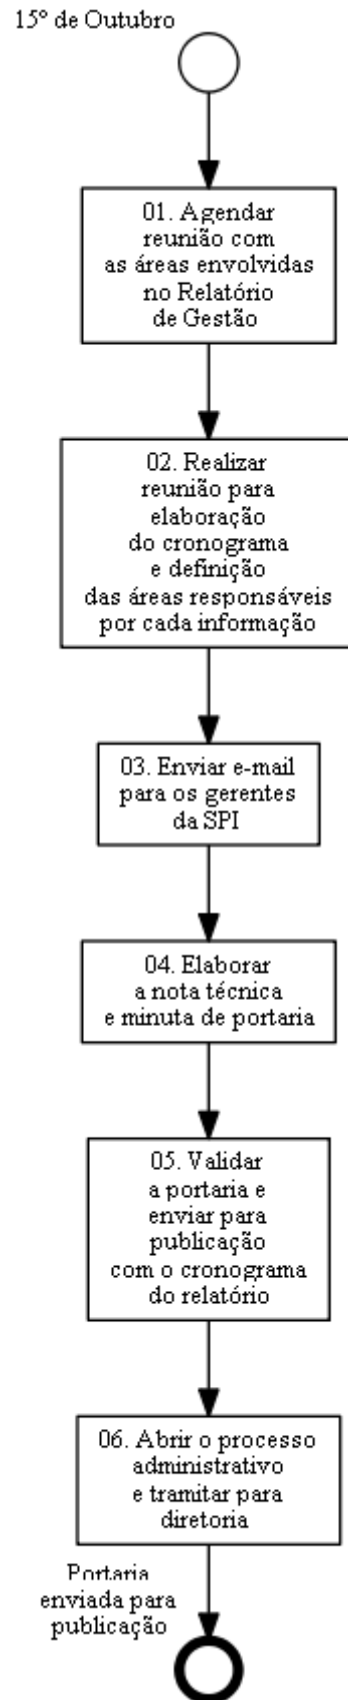 15º de Outubro
01. Agendar
reunião com
as áreas envolvidas
no Relatório
de Gestão
02. Realizar
reunião para
elaboração
do cronograma
e definição
das áreas responsáveis
por cada informação
03. Enviar e-mail
para os gerentes
da SPI
04. Elaborar
a nota técnica
e minuta de portaria
05. Validar
a portaria e
enviar para
publicação
com o cronograma
do relatório
06. Abrir o processo
administrativo
e tramitar para
diretoria
Portaria
enviada para
publicação